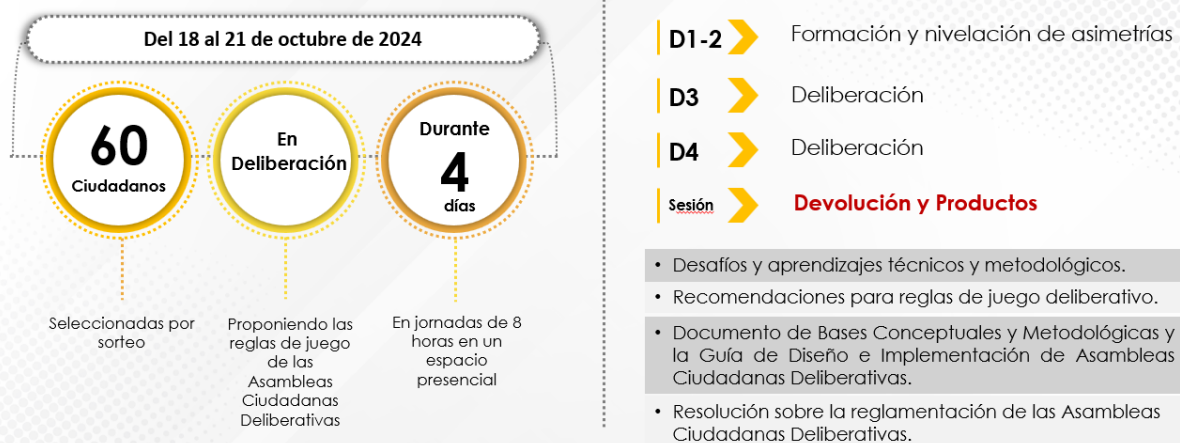 Del 18 al 21 de octubre de 2024
60
Ciudadanos
En
Deliberación
Durante
4
días
Seleccionadas por
sorteo
Proponiendo las
reglas de juego
de las
Asambleas
Ciudadanas
Deliberativas
En jornadas de 8
horas en un
espacio
presencial
D1-2
Formación y nivelación de asimetrías
D3
Deliberación
D4
Deliberación
Sesión
Devolución y Productos
• Desafíos y aprendizajes técnicos y metodológicos.
• Recomendaciones para reglas de juego deliberativo.
• Documento de Bases Conceptuales y Metodológicas y
la Guía de Diseño e Implementación de Asambleas
Ciudadanas Deliberativas.
• Resolución sobre la reglamentación de las Asambleas
Ciudadanas Deliberativas.